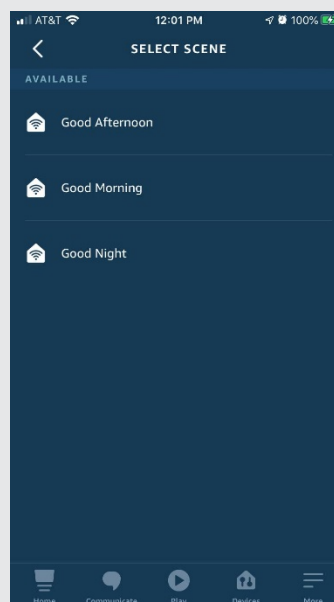 AT&T 12:01 PM 100%
SELECT SCENE
AVAILABLE
Good Afternoon
Good Morning
Good Night
Home Communicate Play Devices More